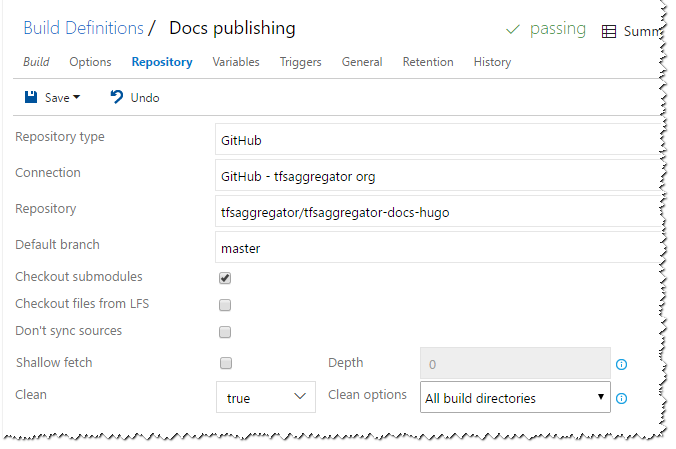 Build Definitions / Docs publishing passing
Build Options Repository Variables Triggers General Retention History
Save Undo
Repository type GitHub
Connection GitHub - tfsaggregator org
Repository tfsaggregator/tfsaggregator-docs-hugo
Default branch master
Checkout submodules
Checkout files from LFS
Don't sync sources
Shallow fetch Depth 0
Clean true Clean options All build directories